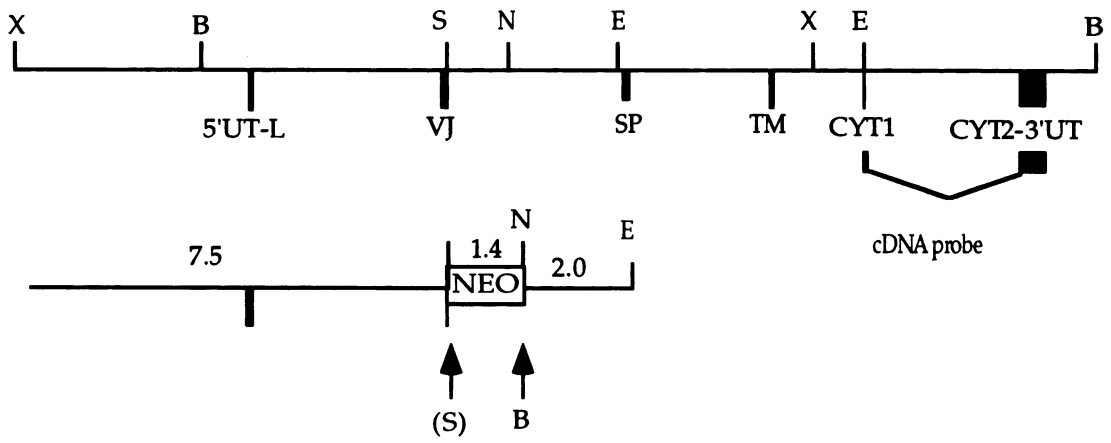 X B S N E X E B
5'UT-L VJ SP TM CYT1 CYT2-3'UT
cDNA probe
N E
7.5 1.4 2.0
NEO
(S) B